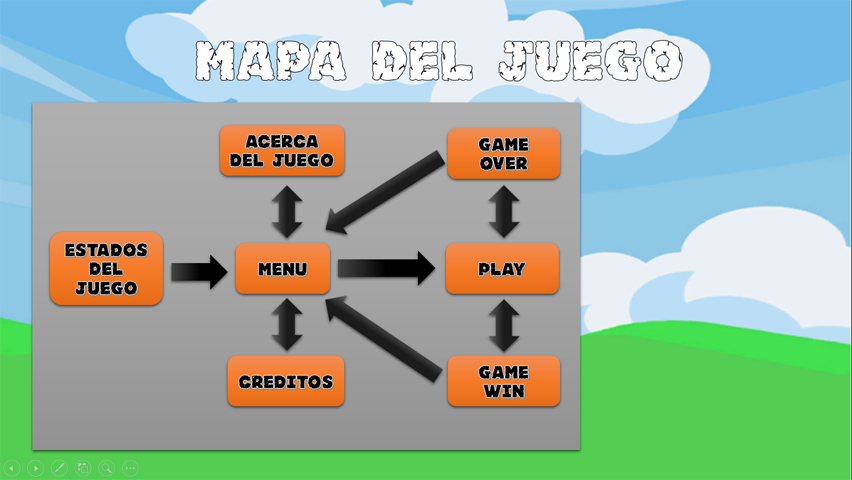 MAPA DEL JUEGO
ACERCA
DEL JUEGO
GAME
OVER
ESTADOS
DEL
JUEGO
MENU
PLAY
CREDITOS
GAME
WIN